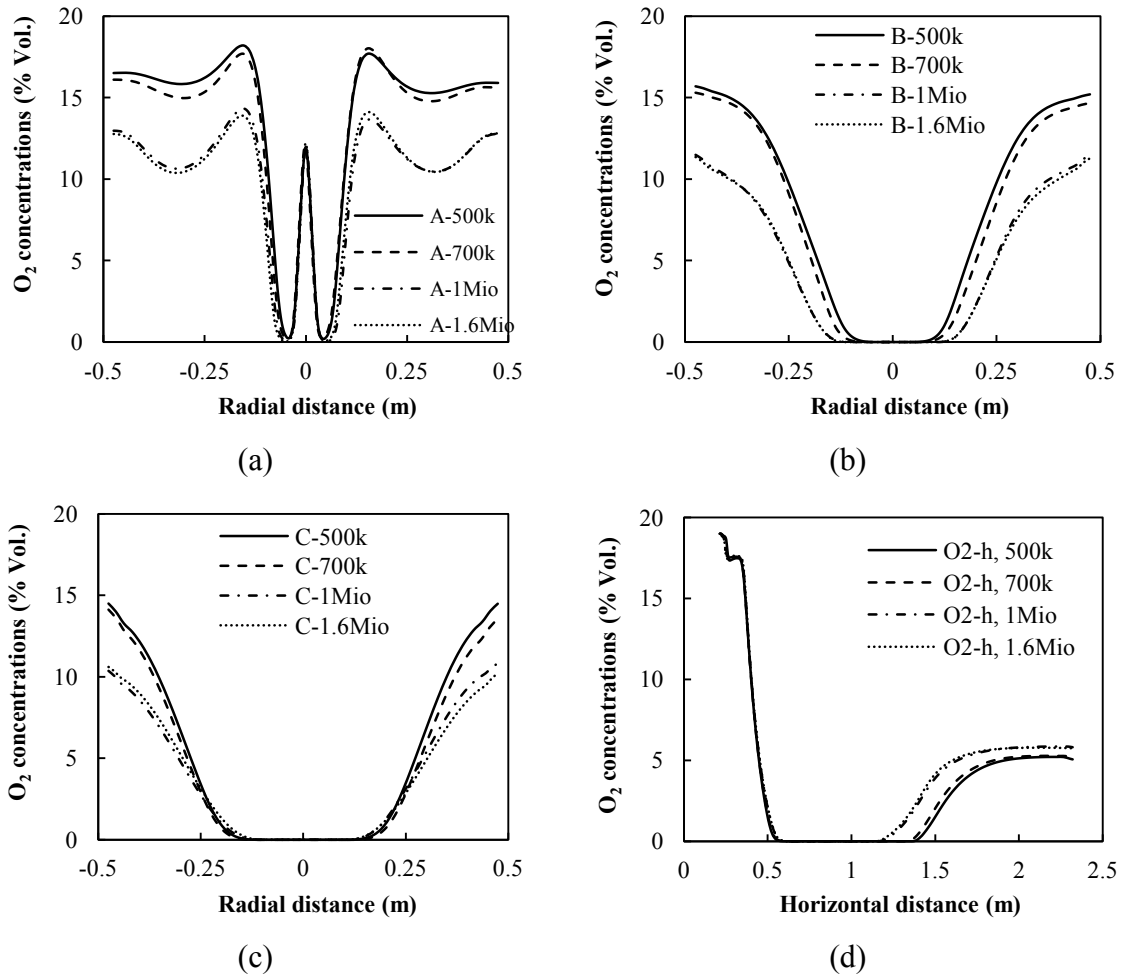 20
15
10
5
0
-0.5
-0.25
0
0.25
0.5
O2 concentrations (% Vol.)
Radial distance (m)
A-500k
A-700k
A-1Mio
A-1.6Mio
(a)
20
15
10
5
0
-0.5
-0.25
0
0.25
0.5
O2 concentrations (% Vol.)
Radial distance (m)
B-500k
B-700k
B-1Mio
B-1.6Mio
(b)
20
15
10
5
0
-0.5
-0.25
0
0.25
0.5
O2 concentrations (% Vol.)
Radial distance (m)
C-500k
C-700k
C-1Mio
C-1.6Mio
(c)
20
15
10
5
0
0
0.5
1
1.5
2
2.5
O2 concentrations (% Vol.)
Horizontal distance (m)
O2-h, 500k
O2-h, 700k
O2-h, 1Mio
O2-h, 1.6Mio
(d)